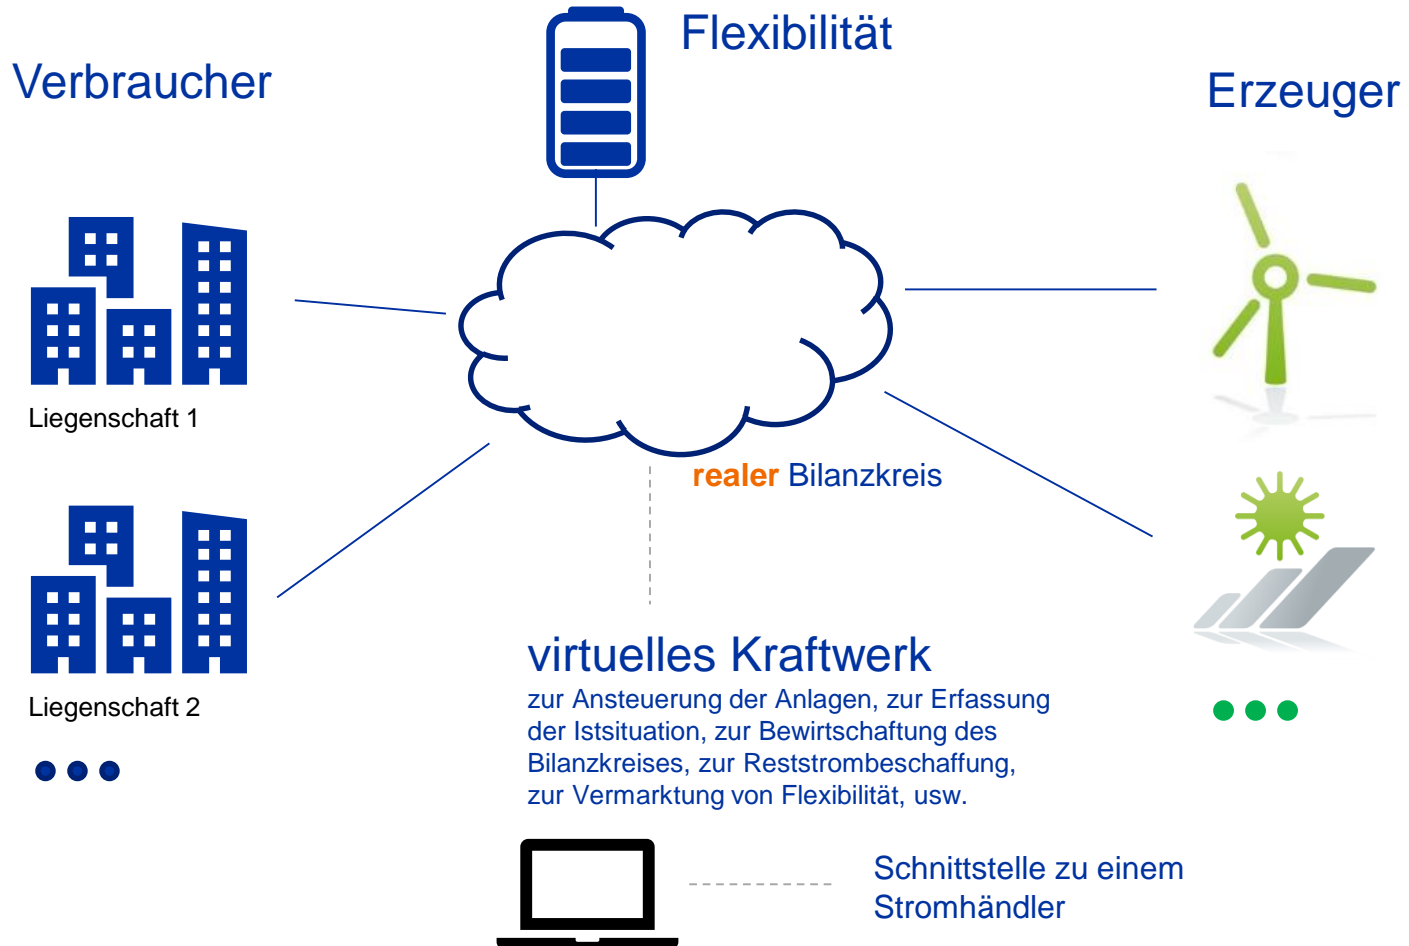 Flexibilität
Verbraucher
Erzeuger
Liegenschaft 1
realer Bilanzkreis
Liegenschaft 2
virtuelles Kraftwerk
zur Ansteuerung der Anlagen, zur Erfassung
der Istsituation, zur Bewirtschaftung des
Bilanzkreises, zur Reststrombeschaffung,
zur Vermarktung von Flexibilität, usw.
Schnittstelle zu einem
Stromhändler